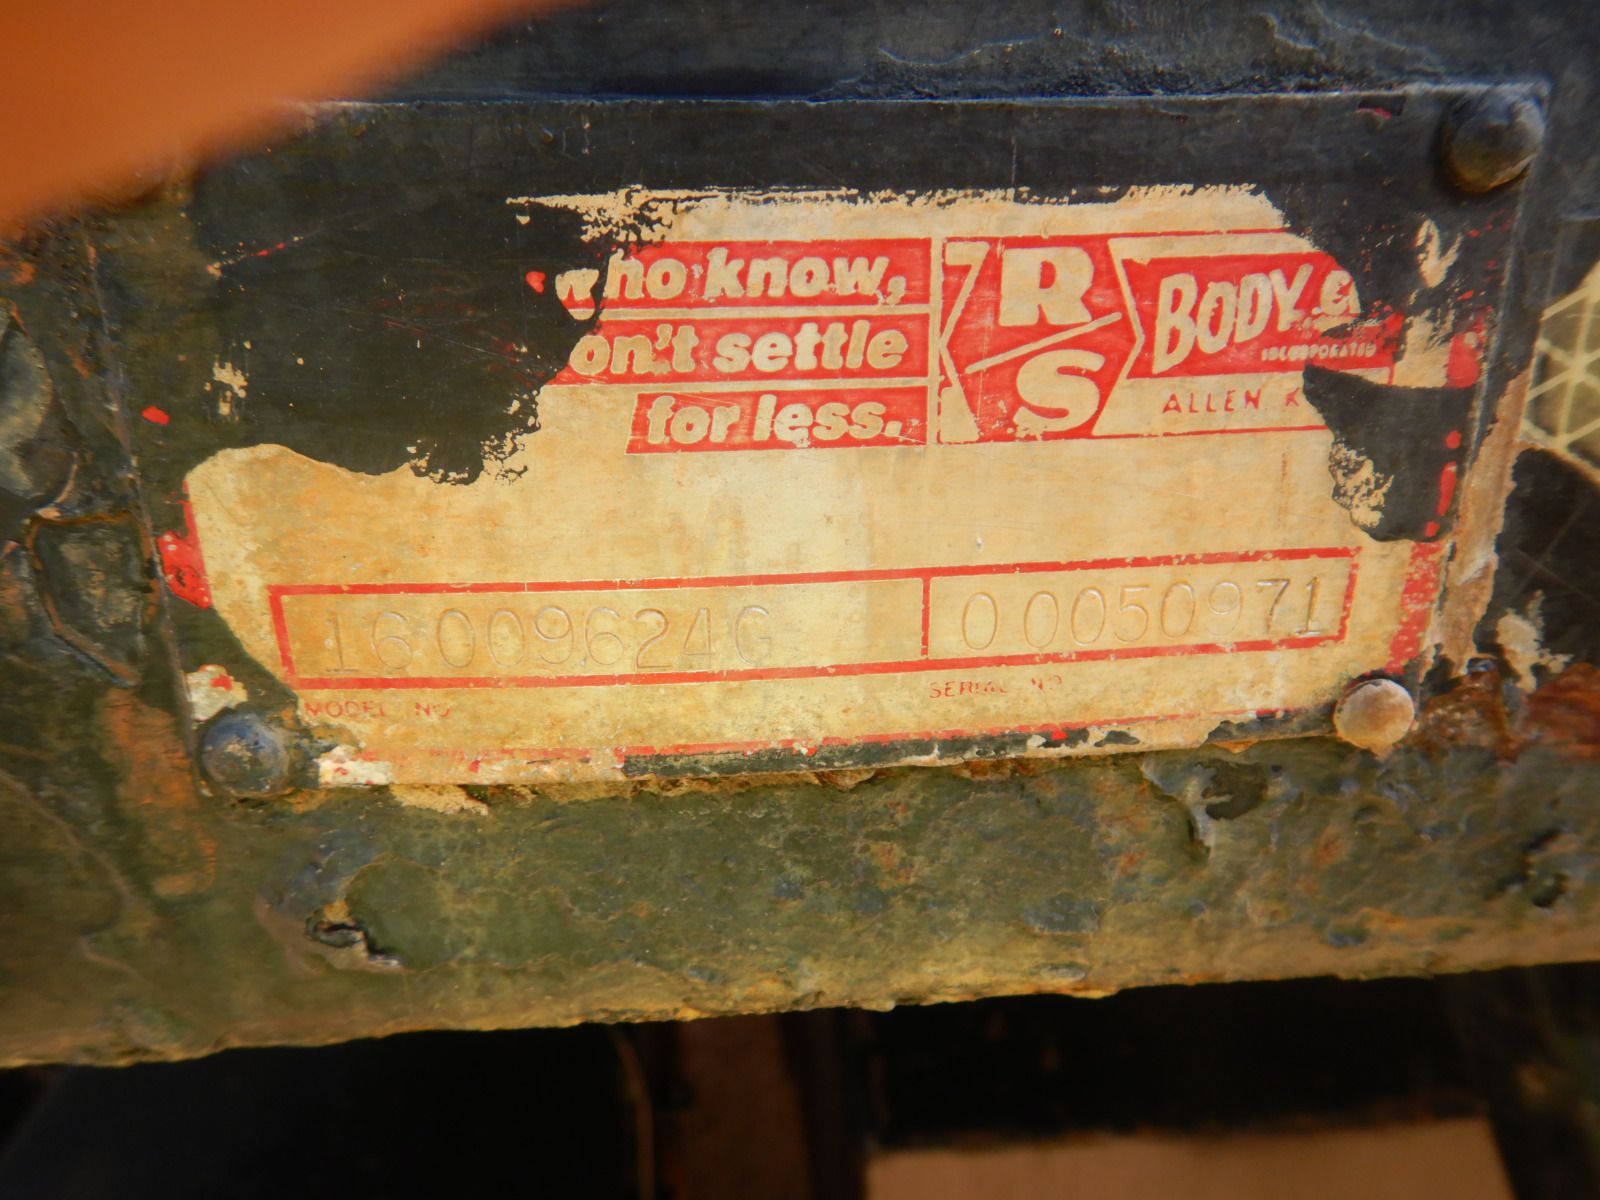 who know,
on't settle
for less.
R/S
BODY
INCORPORATED
ALLEN K
16009624G
00050971
MODEL NO
SERIAL NO